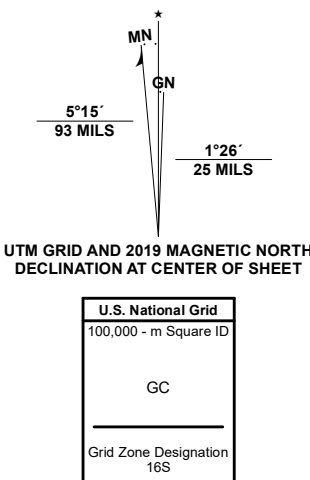 ★
MN
GN
5°15´
93 MILS
1°26´
25 MILS
UTM GRID AND 2019 MAGNETIC NORTH
DECLINATION AT CENTER OF SHEET
U.S. National Grid
100,000 - m Square ID
GC
Grid Zone Designation
16S